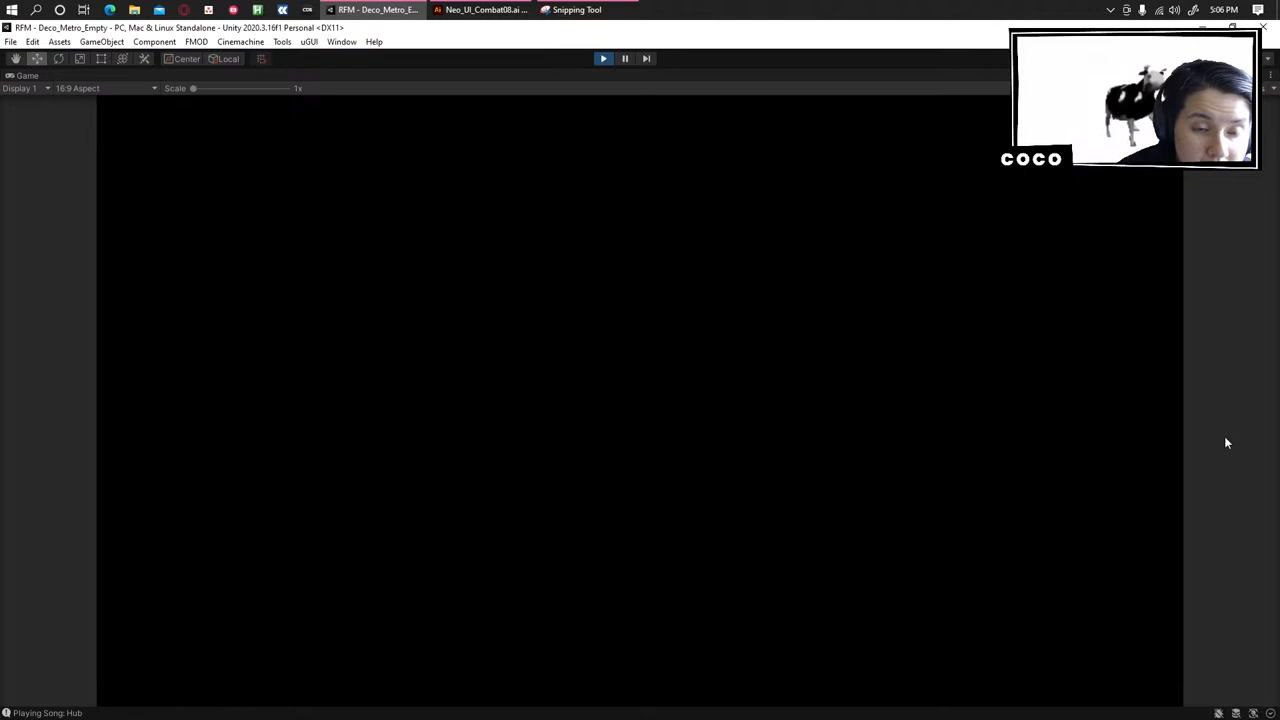 RFM - Deco_Metro_E...
Neo_UI_Combat08.ai ...
Snipping Tool
5:06 PM
RFM - Deco_Metro_Empty - PC, Mac & Linux Standalone - Unity 2020.3.16f1 Personal <DX11>
File Edit Assets GameObject Component FMOD Cinemachine Tools uGUI Window Help
Center Local
Game
Display 1 16:9 Aspect Scale 1x
COCO
Playing Song: Hub